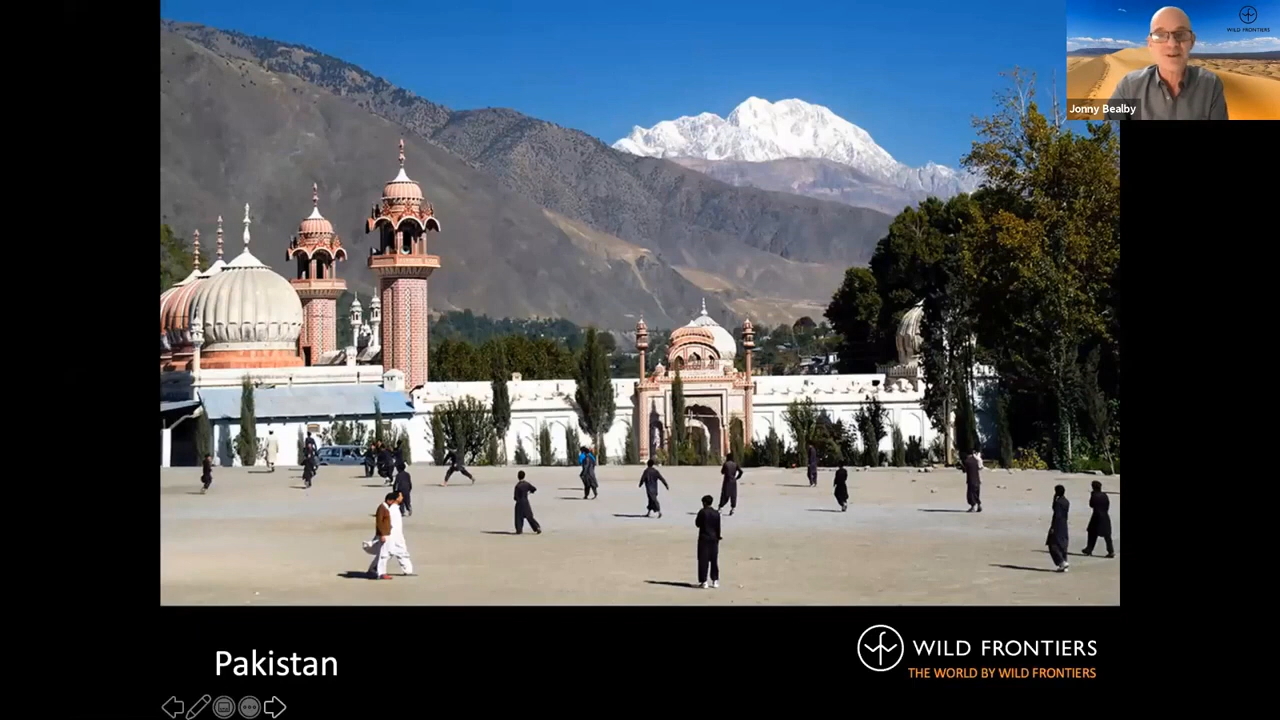 WILD FRONTIERS
Jonny Bealby
Pakistan
WILD FRONTIERS
THE WORLD BY WILD FRONTIERS